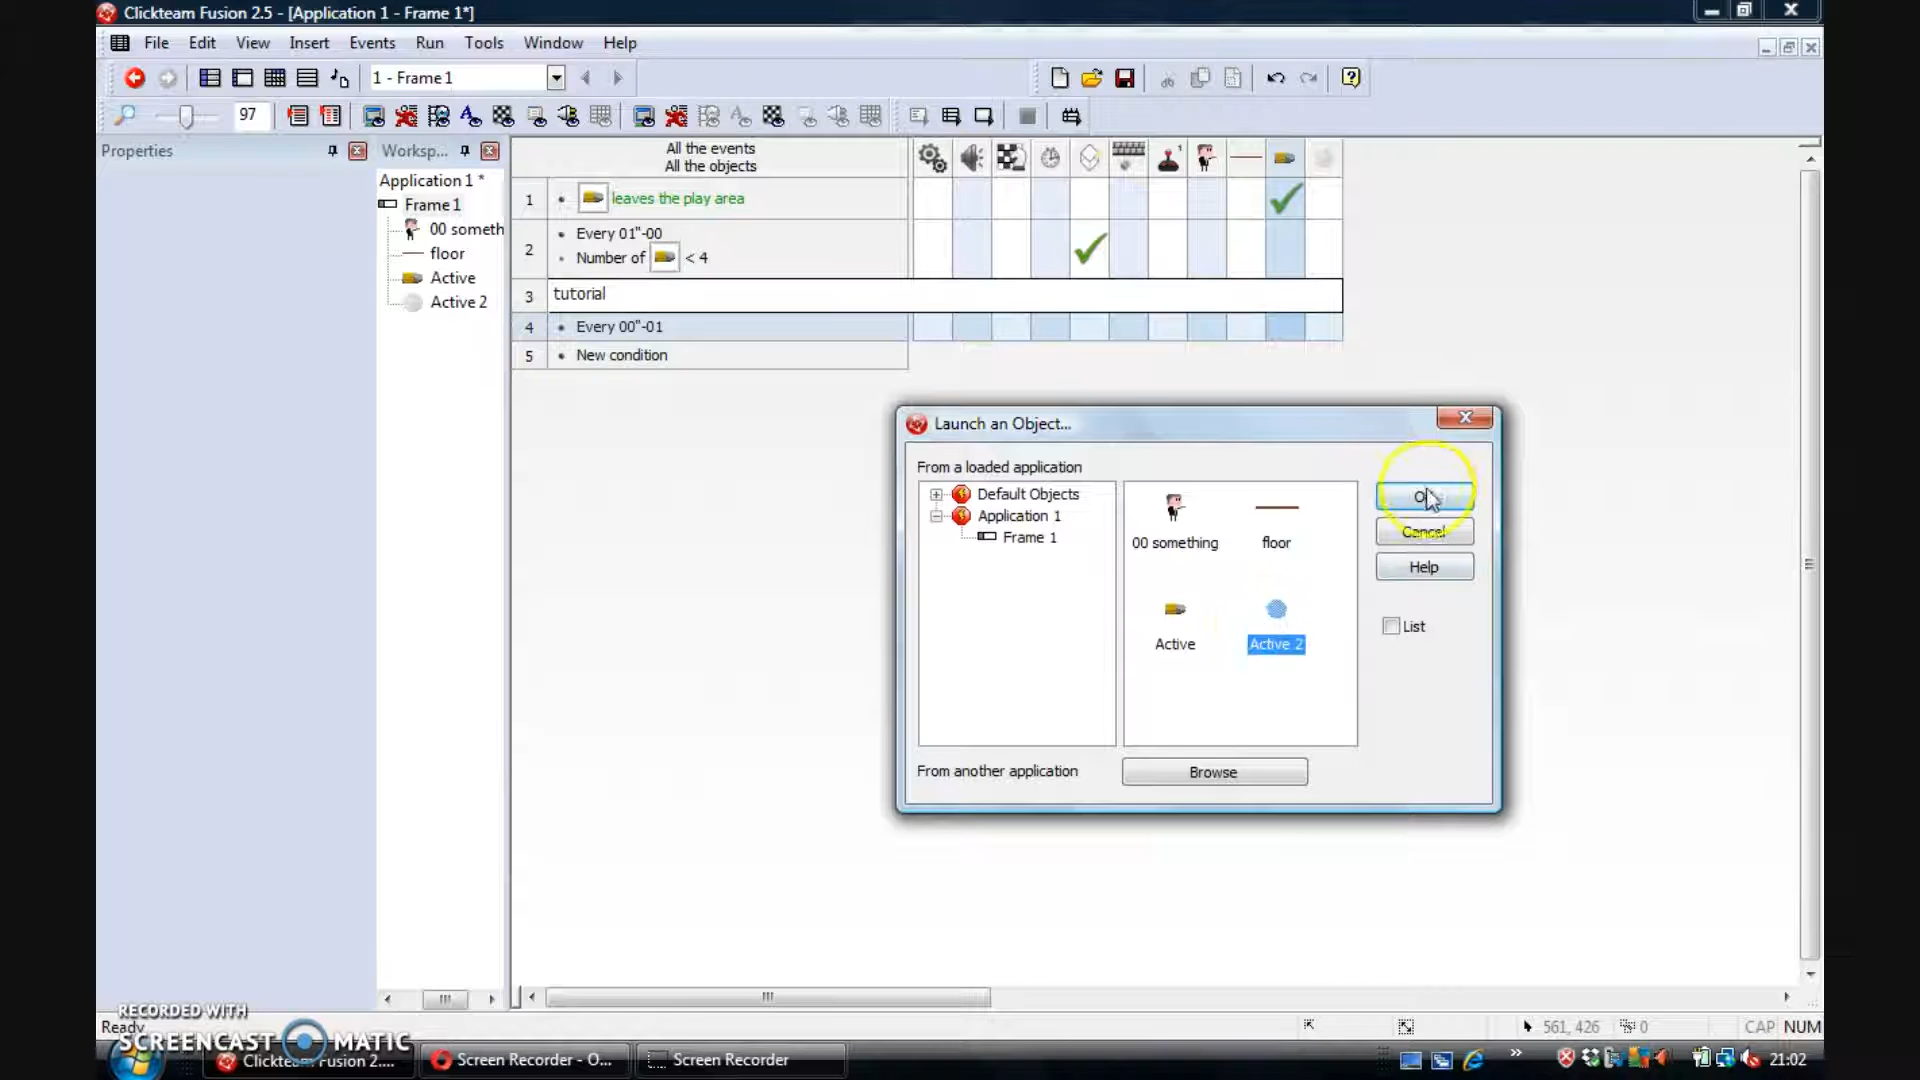 Clickteam Fusion 2.5 - [Application 1 - Frame 1*]
File Edit View Insert Events Run Tools Window Help
1 - Frame 1
97
Properties
Worksp...
Application 1 *
Frame 1
00 someth
floor
Active
Active 2
All the events
All the objects
1 • leaves the play area
2 • Every 01"-00
• Number of < 4
3 tutorial
4 • Every 00"-01
5 • New condition
Launch an Object...
From a loaded application
Default Objects
Application 1
Frame 1
00 something
floor
Active
Active 2
Cancel
Help
List
From another application
Browse
Ready
561, 426
0
CAP NUM
RECORDED WITH
SCREENCAST MATIC
Clickteam Fusion 2....
Screen Recorder - O...
Screen Recorder
21:02